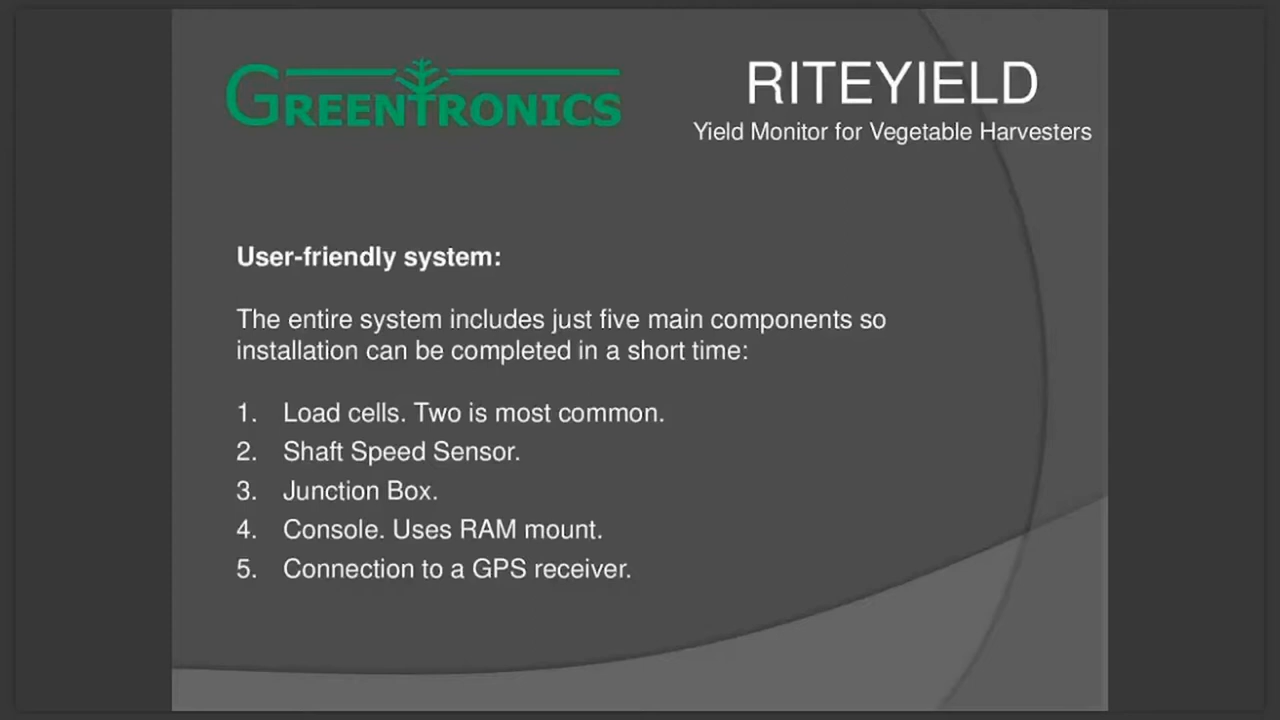 GREENTRONICS
RITEYIELD
Yield Monitor for Vegetable Harvesters
User-friendly system:
The entire system includes just five main components so
installation can be completed in a short time:
1. Load cells. Two is most common.
2. Shaft Speed Sensor.
3. Junction Box.
4. Console. Uses RAM mount.
5. Connection to a GPS receiver.